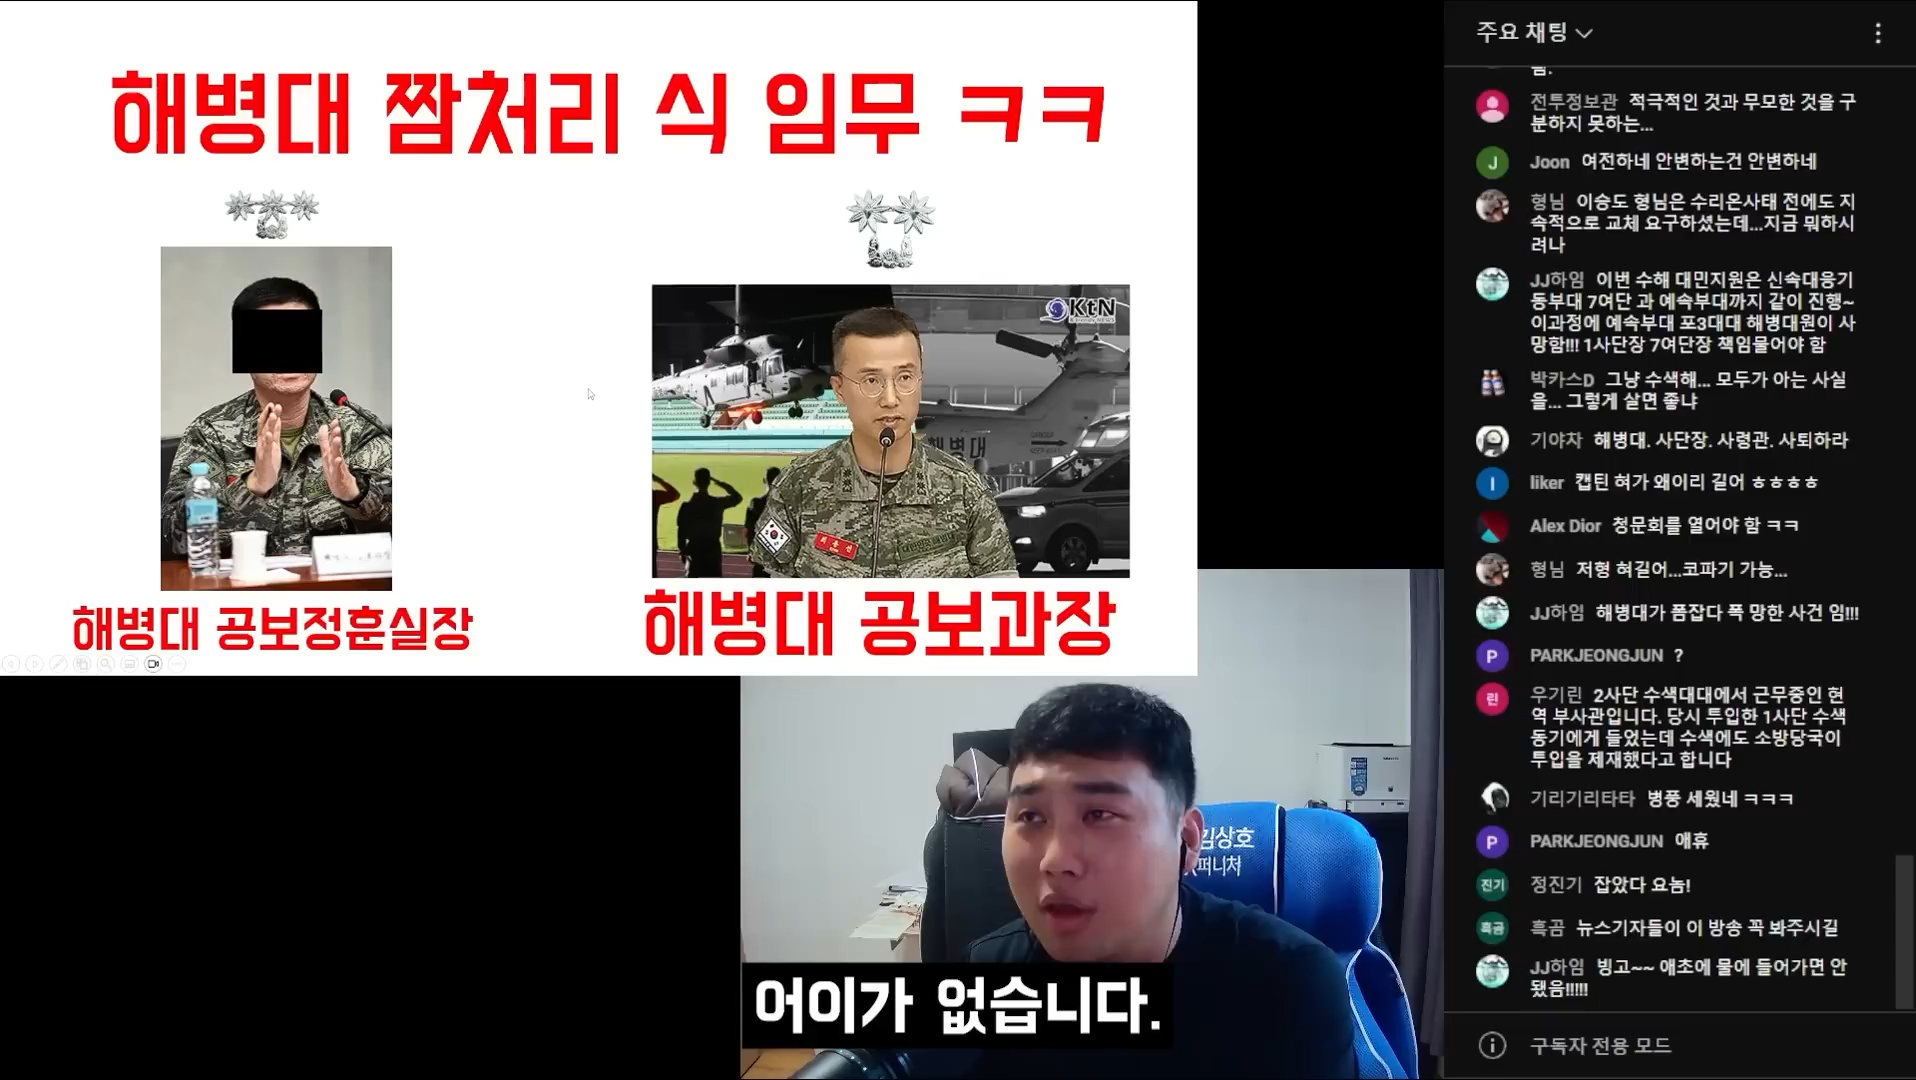 해병대 짬처리 식 임무 ㅋㅋ
KtN
해병대
해병대 공보정훈실장
해병대 공보과장
김상호
퍼니처
어이가 없습니다.
주요 채팅
님.
전투정보관 적극적인 것과 무모한 것을 구
분하지 못하는...
J
Joon 여전하네 안변하는건 안변하네
형님 이승도 형님은 수리온사태 전에도 지
속적으로 교체 요구하셨는데...지금 뭐하시
려나
JJ하임 이번 수해 대민지원은 신속대응기
동부대 7여단 과 예속부대까지 같이 진행~
이과정에 예속부대 포3대대 해병대원이 사
망함!!! 1사단장 7여단장 책임물어야 함
박카스D 그냥 수색해... 모두가 아는 사실
을... 그렇게 살면 좋냐
기야차 해병대. 사단장. 사령관. 사퇴하라
I
liker 캡틴 혀가 왜이리 길어 ㅎㅎㅎㅎ
Alex Dior 청문회를 열어야 함 ㅋㅋ
형님 저형 혀길어...코파기 가능...
JJ하임 해병대가 폼잡다 폭 망한 사건 임!!!
P
PARKJEONGJUN ?
린
우기린 2사단 수색대대에서 근무중인 현
역 부사관입니다. 당시 투입한 1사단 수색
동기에게 들었는데 수색에도 소방당국이
투입을 제재했다고 합니다
기리기리타타 병풍 세웠네 ㅋㅋㅋ
P
PARKJEONGJUN 애휴
진기
정진기 잡았다 요놈!
흑곰
흑곰 뉴스기자들이 이 방송 꼭 봐주시길
JJ하임 빙고~~ 애초에 물에 들어가면 안
됐음!!!!!
구독자 전용 모드